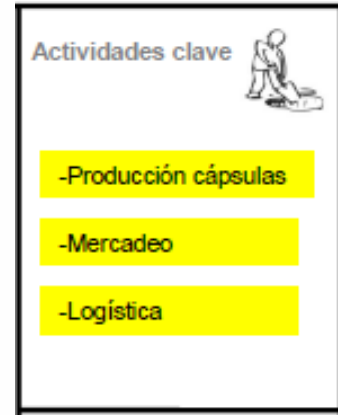 Actividades clave
-Producción cápsulas
-Mercadeo
-Logística